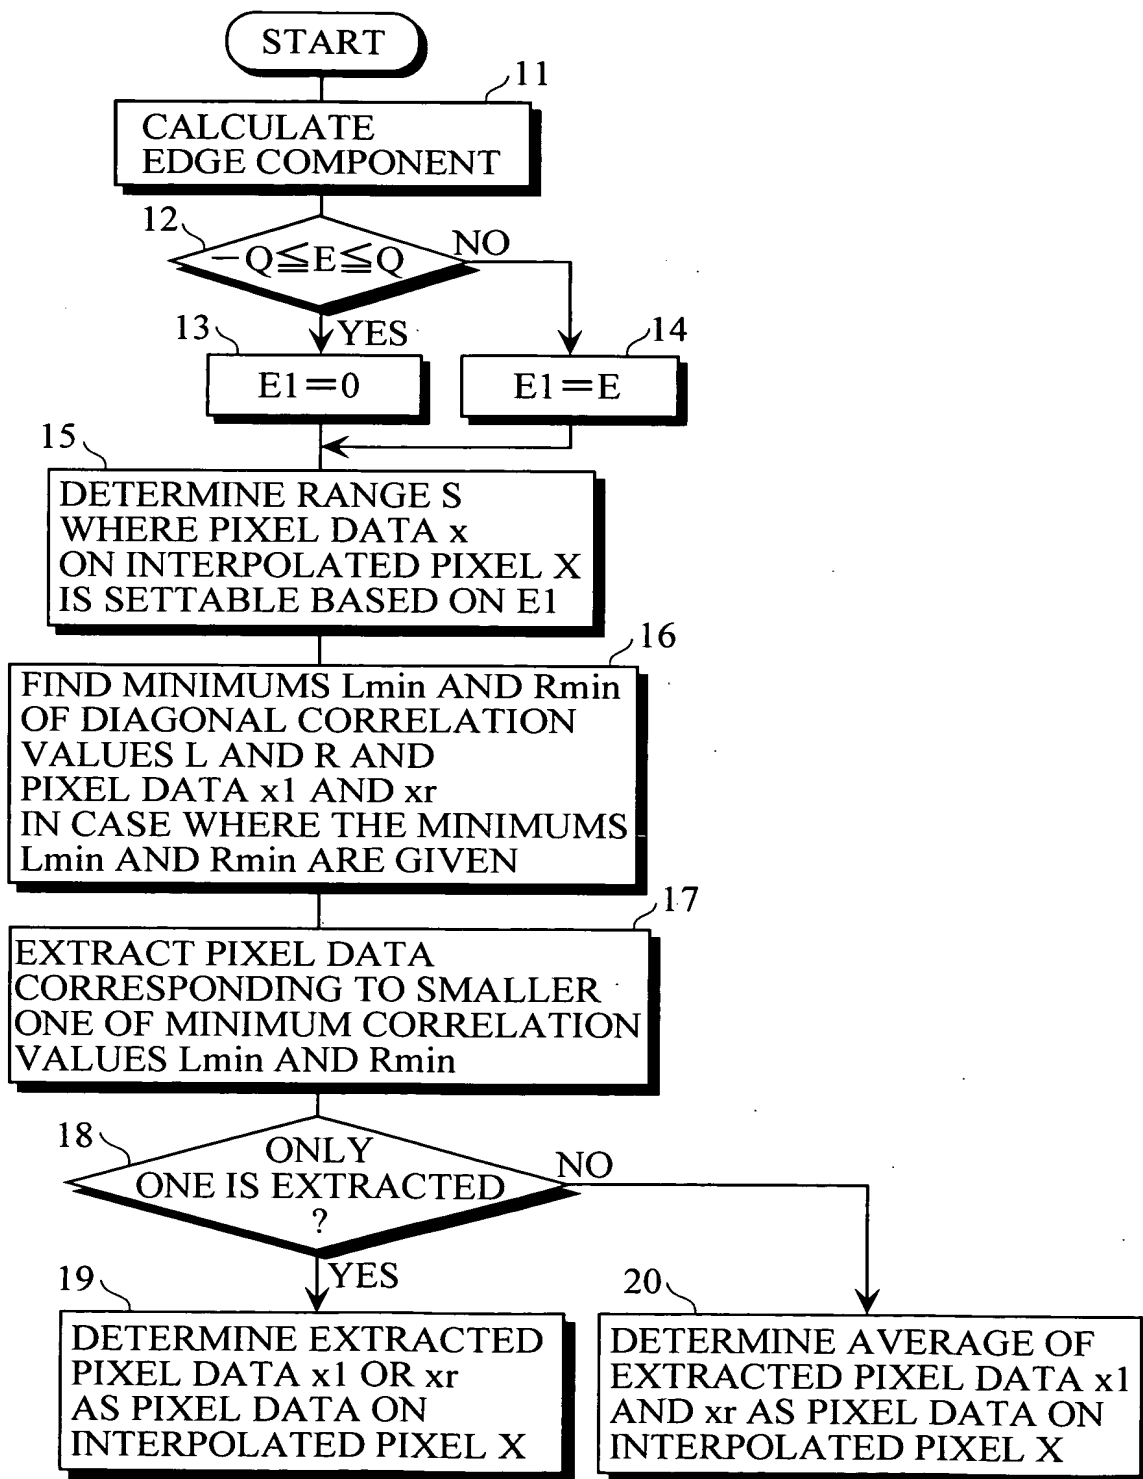 START
11
CALCULATE
EDGE COMPONENT
12
−Q≦E≦Q
NO
YES
13
E1=0
14
E1=E
15
DETERMINE RANGE S
WHERE PIXEL DATA x
ON INTERPOLATED PIXEL X
IS SETTABLE BASED ON E1
16
FIND MINIMUMS Lmin AND Rmin
OF DIAGONAL CORRELATION
VALUES L AND R AND
PIXEL DATA x1 AND xr
IN CASE WHERE THE MINIMUMS
Lmin AND Rmin ARE GIVEN
17
EXTRACT PIXEL DATA
CORRESPONDING TO SMALLER
ONE OF MINIMUM CORRELATION
VALUES Lmin AND Rmin
18
ONLY
ONE IS EXTRACTED
?
NO
YES
19
DETERMINE EXTRACTED
PIXEL DATA x1 OR xr
AS PIXEL DATA ON
INTERPOLATED PIXEL X
20
DETERMINE AVERAGE OF
EXTRACTED PIXEL DATA x1
AND xr AS PIXEL DATA ON
INTERPOLATED PIXEL X